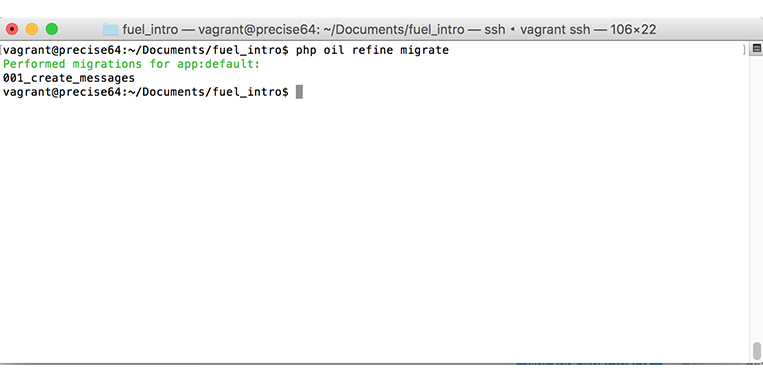 fuel_intro — vagrant@precise64: ~/Documents/fuel_intro — ssh ◂ vagrant ssh — 106×22
[vagrant@precise64:~/Documents/fuel_intro$ php oil refine migrate ]
Performed migrations for app:default:
001_create_messages
vagrant@precise64:~/Documents/fuel_intro$